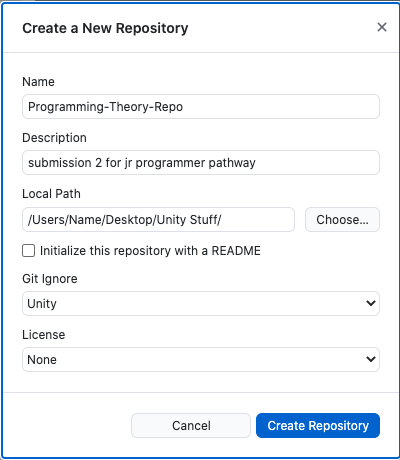 Create a New Repository
Name
Programming-Theory-Repo
Description
submission 2 for jr programmer pathway
Local Path
/Users/Name/Desktop/Unity Stuff/
Choose...
Initialize this repository with a README
Git Ignore
Unity
License
None
Cancel
Create Repository